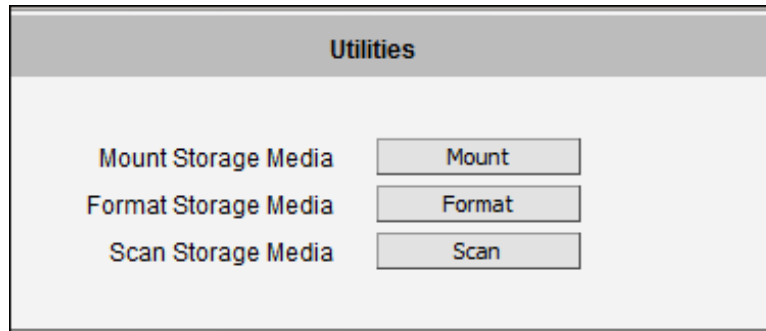 Utilities
Mount Storage Media Mount
Format Storage Media Format
Scan Storage Media Scan